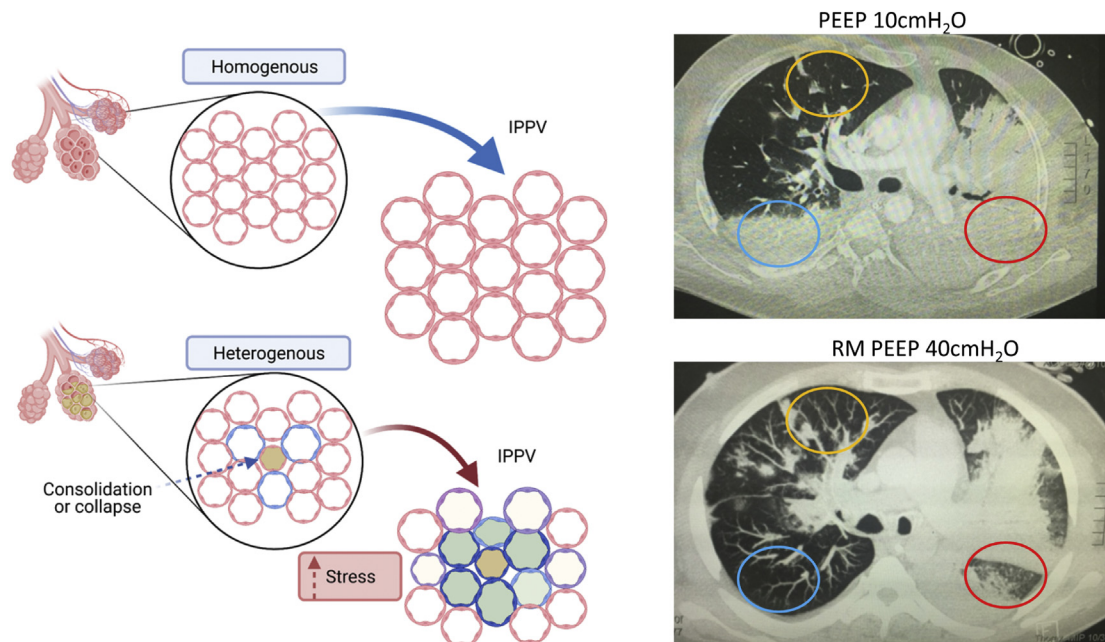 Homogenous
IPPV
Heterogenous
IPPV
Consolidation
or collapse
Stress
PEEP 10cmH₂O
RM PEEP 40cmH₂O